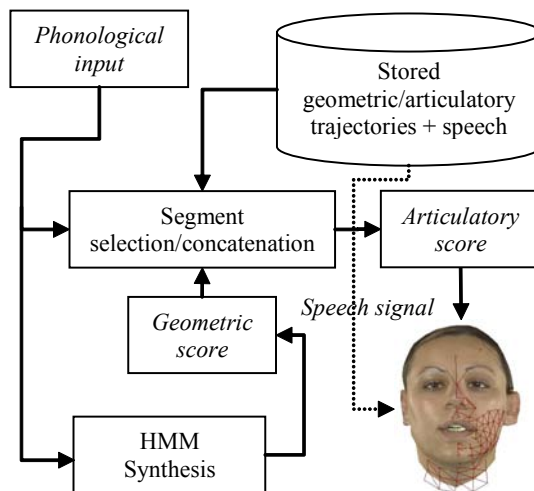 Phonological
input
Stored
geometric/articulatory
trajectories + speech
Segment
selection/concatenation
Articulatory
score
Geometric
score
Speech signal
HMM
Synthesis